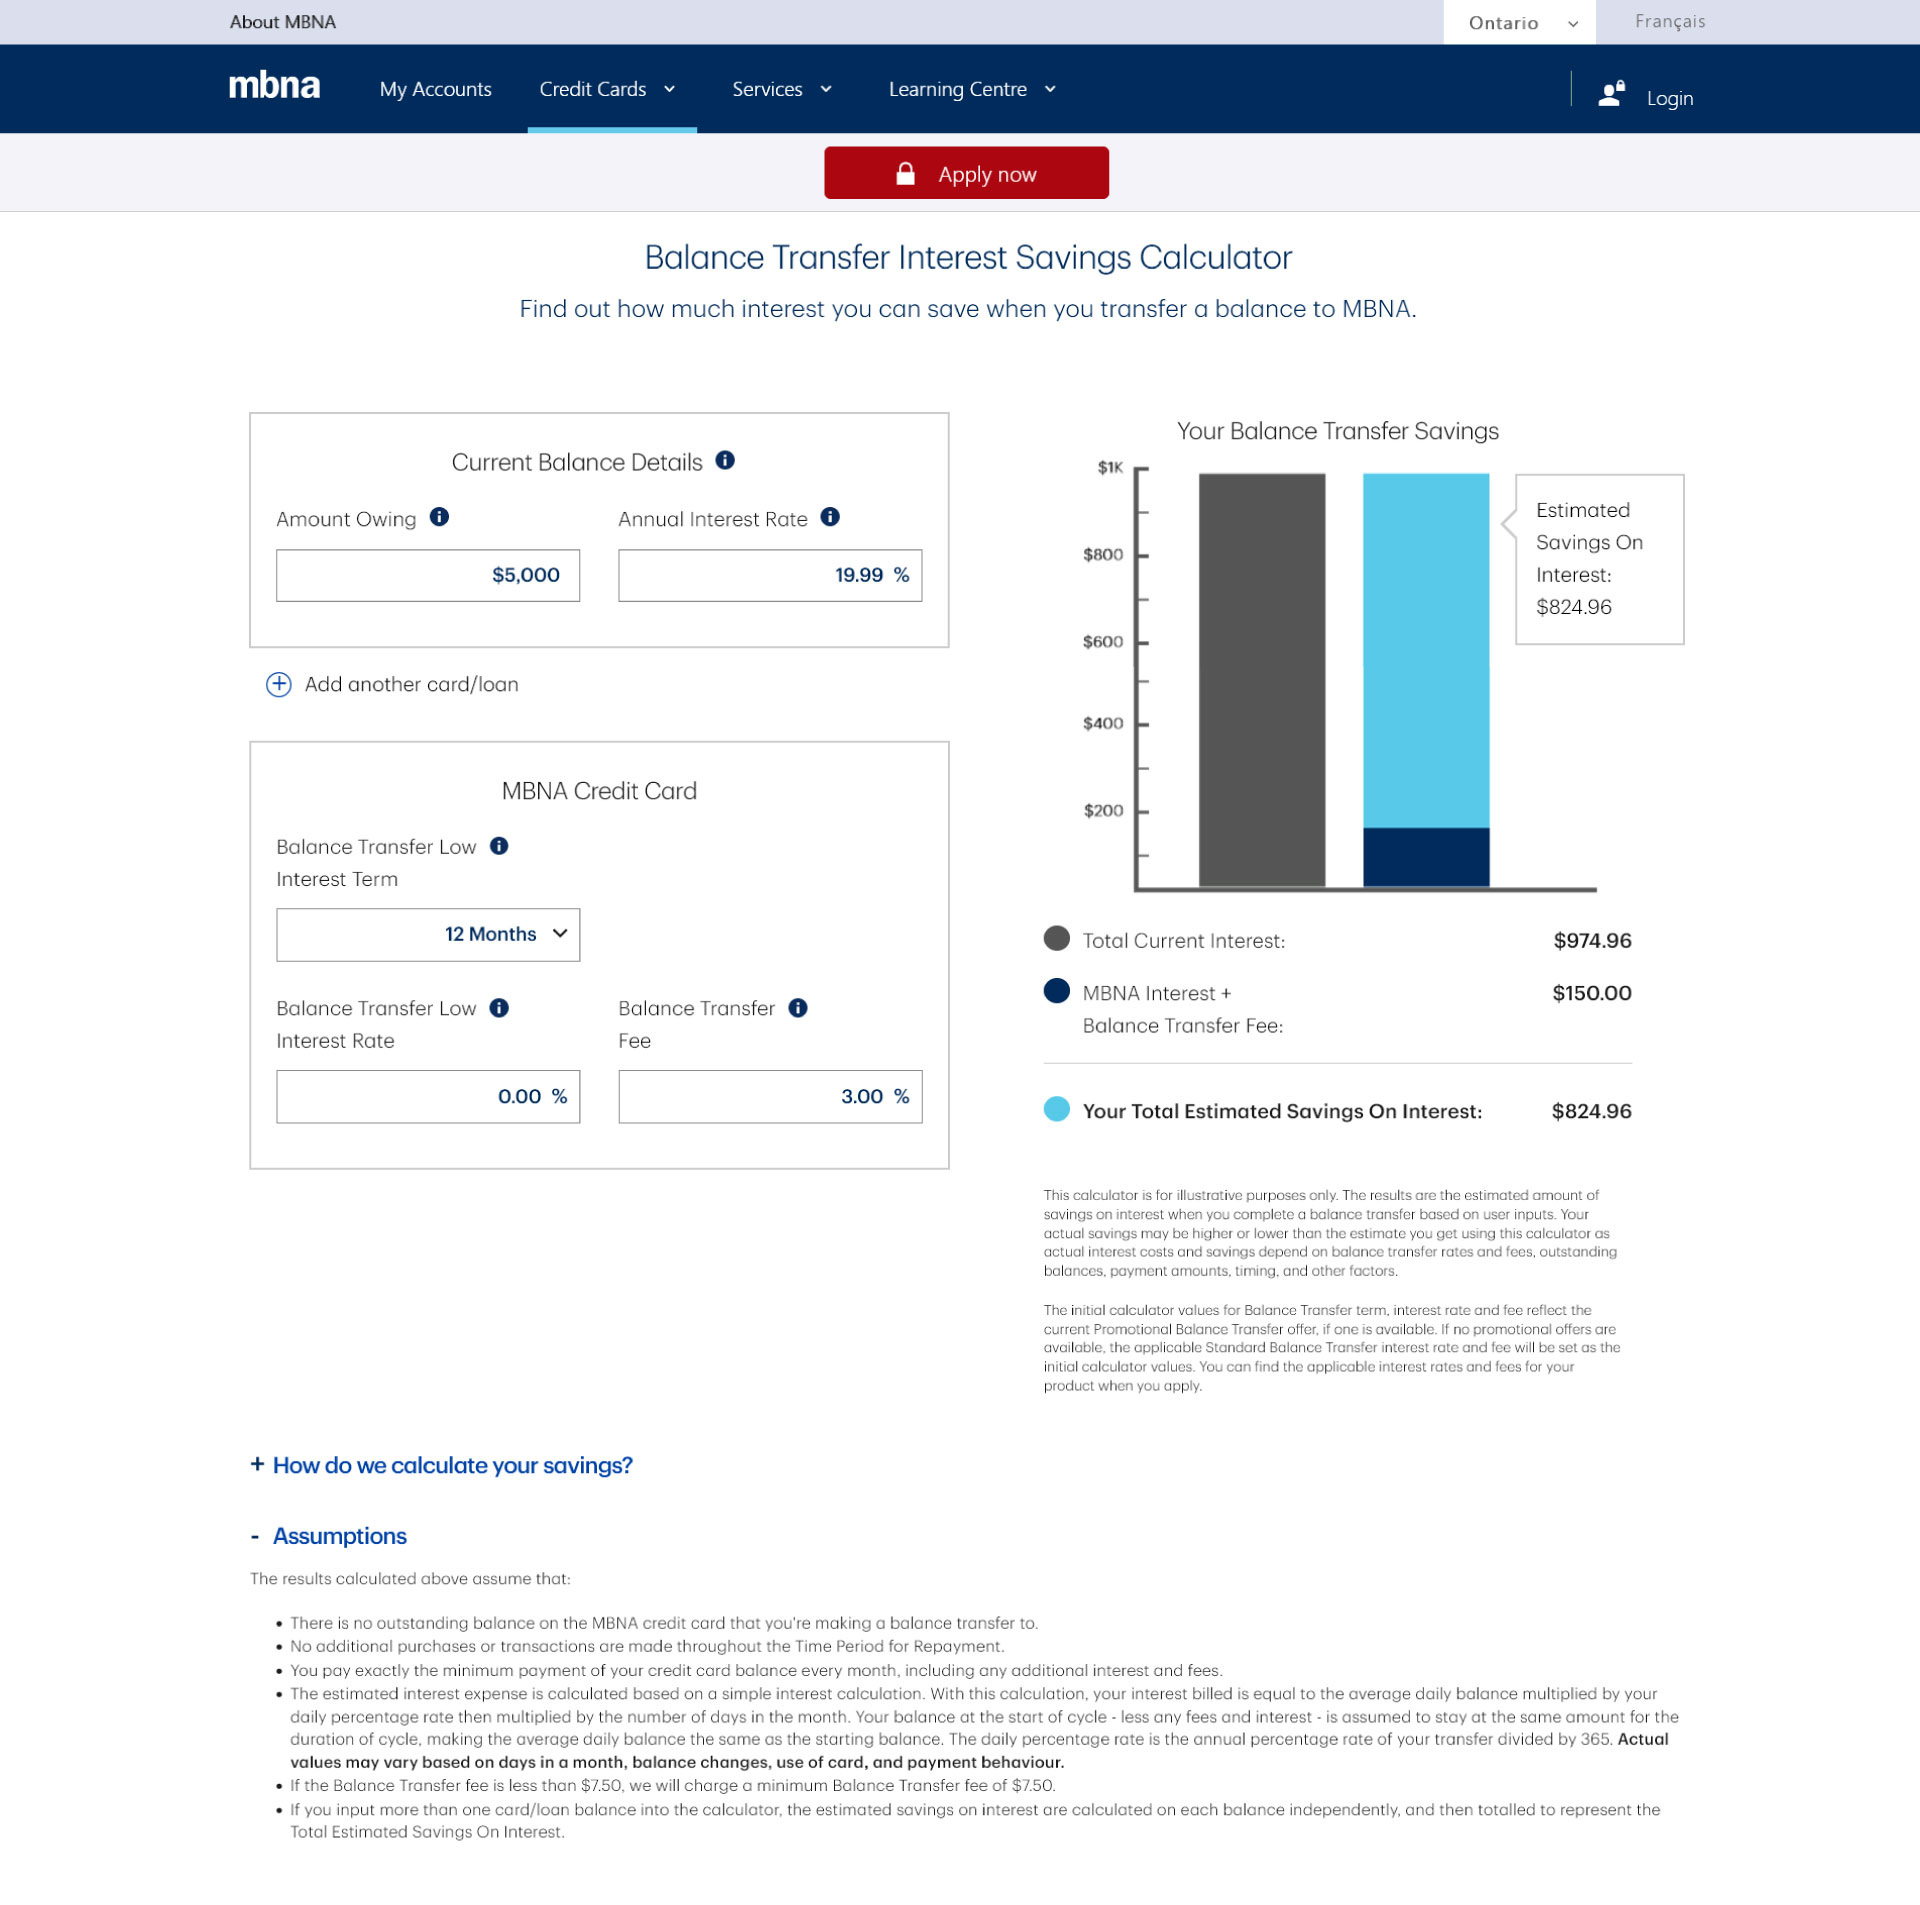 About MBNA
Ontario
Français
mbna
My Accounts
Credit Cards
Services
Learning Centre
Login
Apply now
Balance Transfer Interest Savings Calculator
Find out how much interest you can save when you transfer a balance to MBNA.
Current Balance Details
Amount Owing
Annual Interest Rate
$5,000
19.99 %
Add another card/loan
MBNA Credit Card
Balance Transfer Low
Interest Term
12 Months
Balance Transfer Low
Interest Rate
Balance Transfer
Fee
0.00 %
3.00 %
Your Balance Transfer Savings
$1K
$800
$600
$400
$200
Estimated
Savings On
Interest:
$824.96
Total Current Interest: $974.96
MBNA Interest + $150.00
Balance Transfer Fee:
Your Total Estimated Savings On Interest: $824.96
This calculator is for illustrative purposes only. The results are the estimated amount of
savings on interest when you complete a balance transfer based on user inputs. Your
actual savings may be higher or lower than the estimate you get using this calculator as
actual interest costs and savings depend on balance transfer rates and fees, outstanding
balances, payment amounts, timing, and other factors.
The initial calculator values for Balance Transfer term, interest rate and fee reflect the
current Promotional Balance Transfer offer, if one is available. If no promotional offers are
available, the applicable Standard Balance Transfer interest rate and fee will be set as the
initial calculator values. You can find the applicable interest rates and fees for your
product when you apply.
+ How do we calculate your savings?
- Assumptions
The results calculated above assume that:
• There is no outstanding balance on the MBNA credit card that you're making a balance transfer to.
• No additional purchases or transactions are made throughout the Time Period for Repayment.
• You pay exactly the minimum payment of your credit card balance every month, including any additional interest and fees.
• The estimated interest expense is calculated based on a simple interest calculation. With this calculation, your interest billed is equal to the average daily balance multiplied by your
daily percentage rate then multiplied by the number of days in the month. Your balance at the start of cycle - less any fees and interest - is assumed to stay at the same amount for the
duration of cycle, making the average daily balance the same as the starting balance. The daily percentage rate is the annual percentage rate of your transfer divided by 365. Actual
values may vary based on days in a month, balance changes, use of card, and payment behaviour.
• If the Balance Transfer fee is less than $7.50, we will charge a minimum Balance Transfer fee of $7.50.
• If you input more than one card/loan balance into the calculator, the estimated savings on interest are calculated on each balance independently, and then totalled to represent the
Total Estimated Savings On Interest.